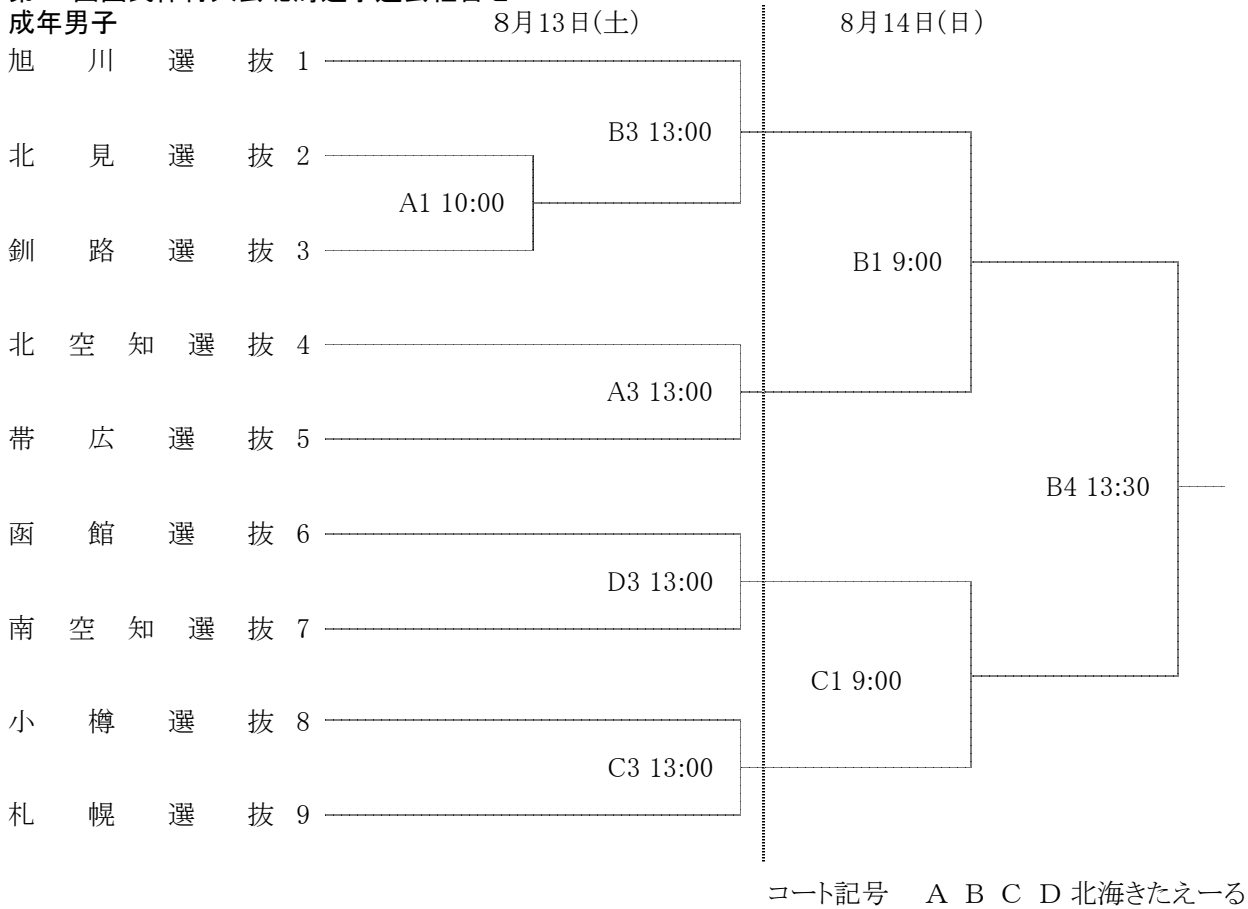 成年男子 8月13日(土) 8月14日(日)
旭川選抜 1
B3 13:00
北見選抜 2
A1 10:00
釧路選抜 3
B1 9:00
北空知選抜 4
A3 13:00
帯広選抜 5
B4 13:30
函館選抜 6
D3 13:00
南空知選抜 7
C1 9:00
小樽選抜 8
C3 13:00
札幌選抜 9
コート記号 A B C D 北海きたえーる